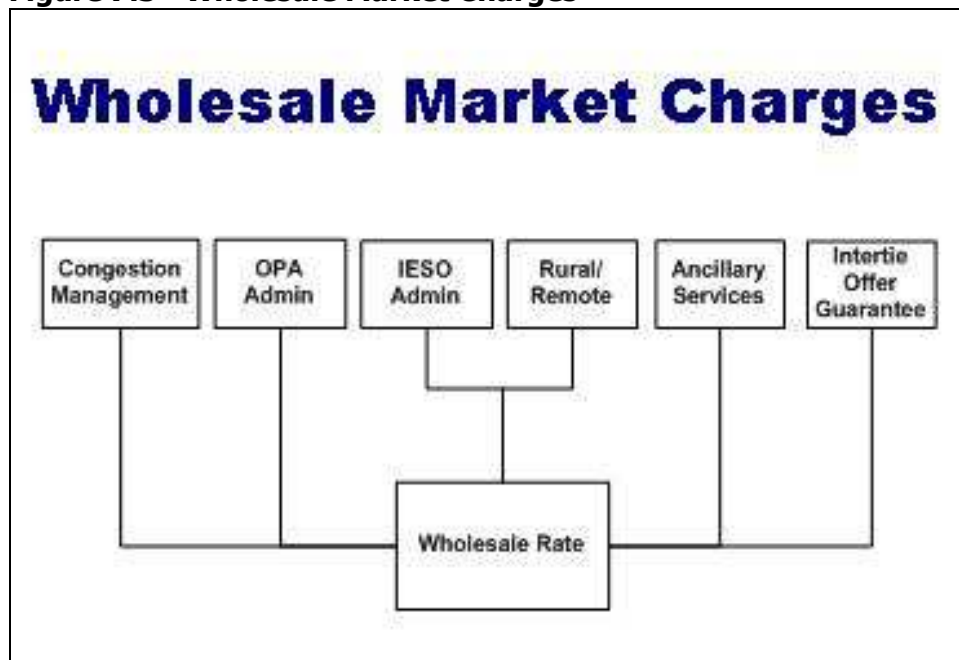 Wholesale Market Charges
Congestion
Management
OPA
Admin
IESO
Admin
Rural/
Remote
Ancillary
Services
Intertie
Offer
Guarantee
Wholesale Rate